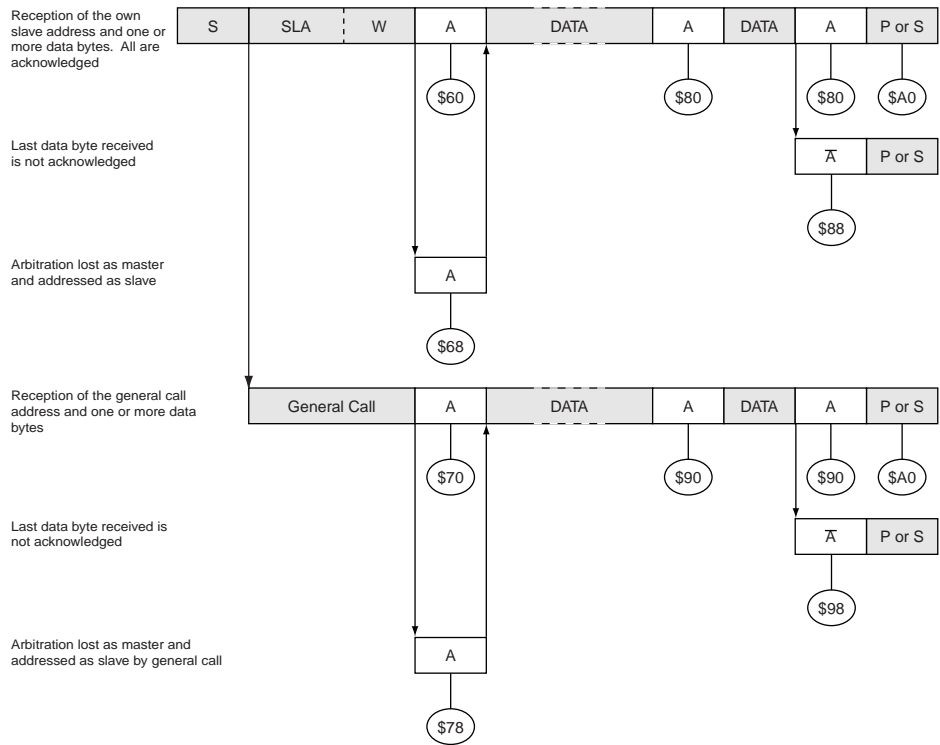 Reception of the own
slave address and one or
more data bytes. All are
acknowledged
S SLA W A DATA A DATA A P or S
$60 $80 $80 $A0
Last data byte received
is not acknowledged
A̅ P or S
$88
Arbitration lost as master
and addressed as slave
A
$68
Reception of the general call
address and one or more data
bytes
General Call A DATA A DATA A P or S
$70 $90 $90 $A0
Last data byte received is
not acknowledged
A̅ P or S
$98
Arbitration lost as master and
addressed as slave by general call
A
$78